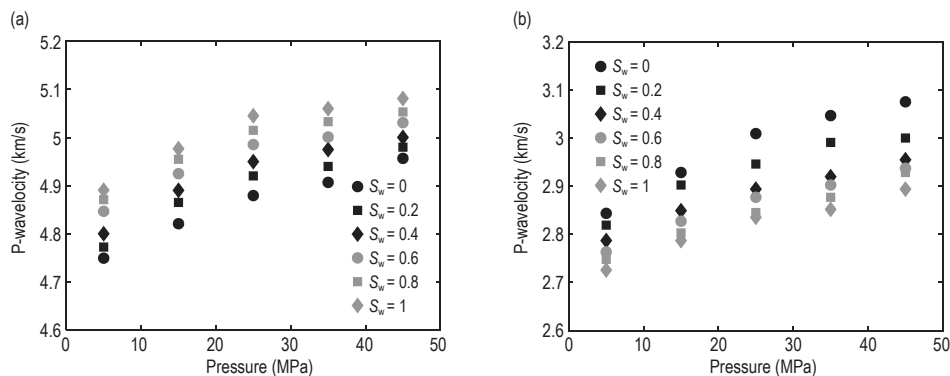 (a)
5.2
5.1
5
4.9
4.8
4.7
4.6
0 10 20 30 40 50
P-wavelocity (km/s)
Pressure (MPa)
Sw = 0
Sw = 0.2
Sw = 0.4
Sw = 0.6
Sw = 0.8
Sw = 1
(b)
3.2
3.1
3
2.9
2.8
2.7
2.6
0 10 20 30 40 50
P-wavelocity (km/s)
Pressure (MPa)
Sw = 0
Sw = 0.2
Sw = 0.4
Sw = 0.6
Sw = 0.8
Sw = 1